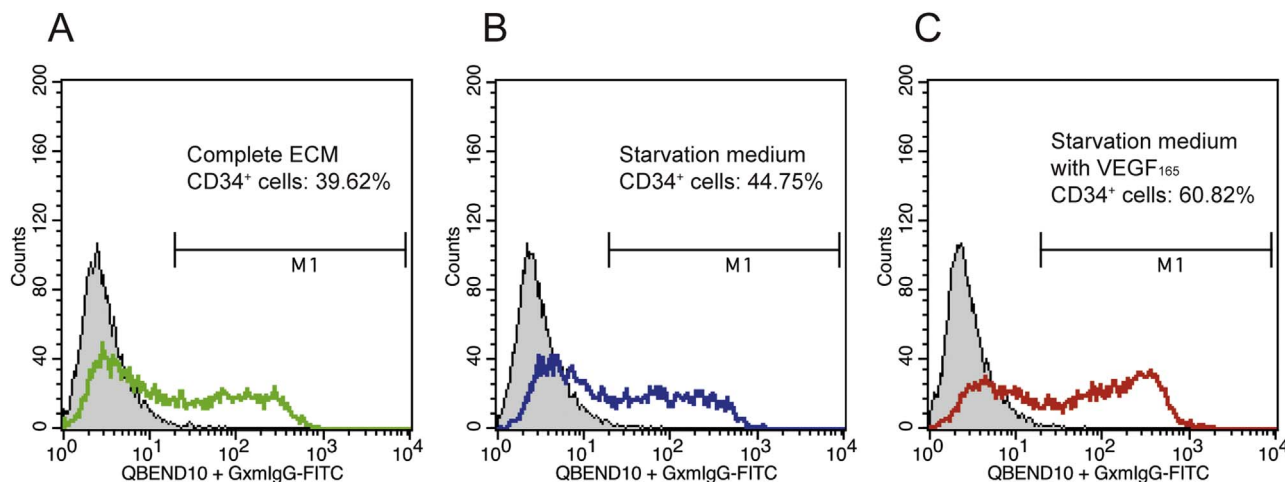 A
200
160
120
80
40
0
Counts
Complete ECM
CD34⁺ cells: 39.62%
M1
10⁰ 10¹ 10² 10³ 10⁴
QBEND10 + GxmIgG-FITC
B
200
160
120
80
40
0
Counts
Starvation medium
CD34⁺ cells: 44.75%
M1
10⁰ 10¹ 10² 10³ 10⁴
QBEND10 + GxmIgG-FITC
C
200
160
120
80
40
0
Counts
Starvation medium
with VEGF₁₆₅
CD34⁺ cells: 60.82%
M1
10⁰ 10¹ 10² 10³ 10⁴
QBEND10 + GxmIgG-FITC